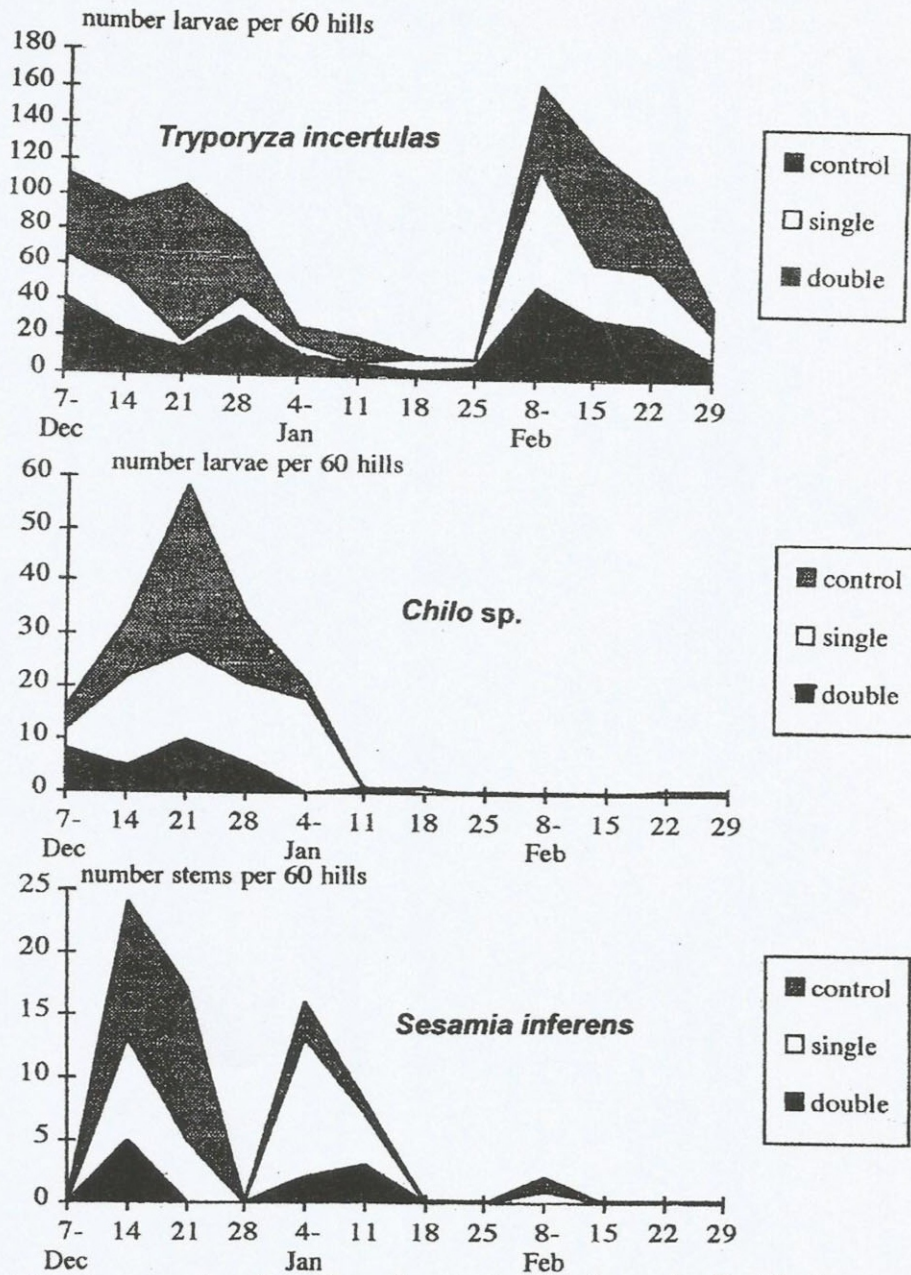 number larvae per 60 hills
180
160
140
120
100
80
60
40
20
0
Tryporyza incertulas
control
single
double
7- 14 21 28 4- 11 18 25 8- 15 22 29
Dec Jan Feb
number larvae per 60 hills
60
50
40
30
20
10
0
Chilo sp.
control
single
double
7- 14 21 28 4- 11 18 25 8- 15 22 29
Dec Jan Feb
number stems per 60 hills
25
20
15
10
5
0
Sesamia inferens
control
single
double
7- 14 21 28 4- 11 18 25 8- 15 22 29
Dec Jan Feb